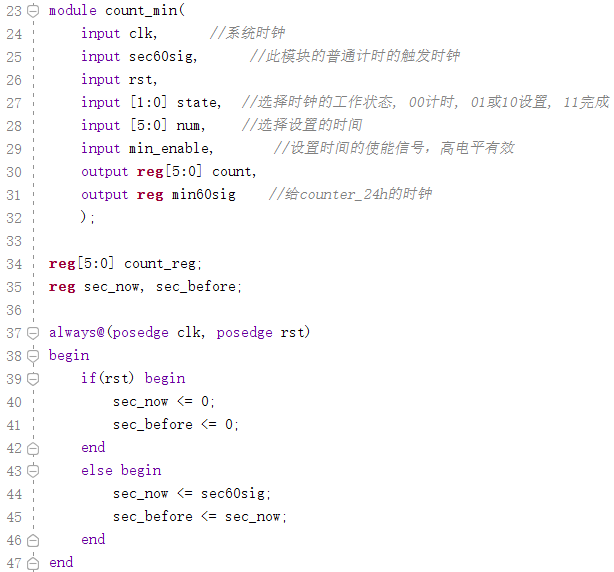 23 module count_min(
24 input clk, //系统时钟
25 input sec60sig, //此模块的普通计时的触发时钟
26 input rst,
27 input [1:0] state, //选择时钟的工作状态, 00计时, 01或10设置, 11完成
28 input [5:0] num, //选择设置的时间
29 input min_enable, //设置时间的使能信号，高电平有效
30 output reg[5:0] count,
31 output reg min60sig //给counter_24h的时钟
32 );
33
34 reg[5:0] count_reg;
35 reg sec_now, sec_before;
36
37 always@(posedge clk, posedge rst)
38 begin
39 if(rst) begin
40 sec_now <= 0;
41 sec_before <= 0;
42 end
43 else begin
44 sec_now <= sec60sig;
45 sec_before <= sec_now;
46 end
47 end